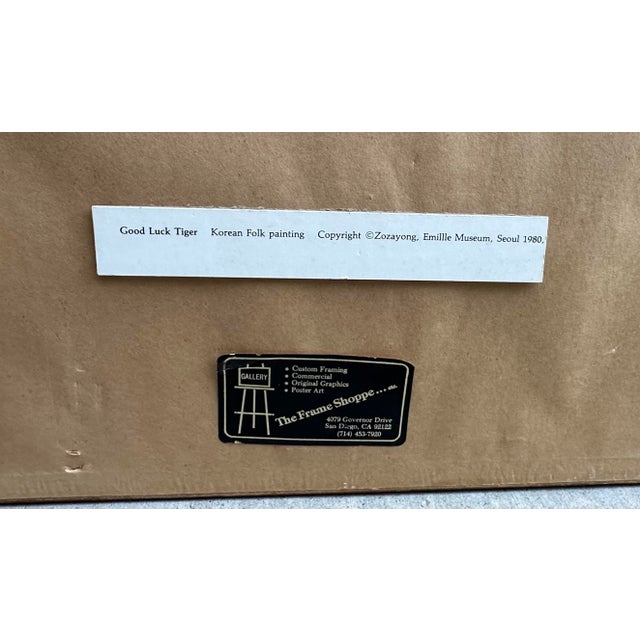 Good Luck Tiger Korean Folk painting Copyright ©Zozayong, Emillle Museum, Seoul 1980.
GALLERY
• Custom Framing
• Commercial
• Original Graphics
• Poster Art
The Frame Shoppe... etc.
4079 Governor Drive
San Diego, CA 92122
(714) 453-7920